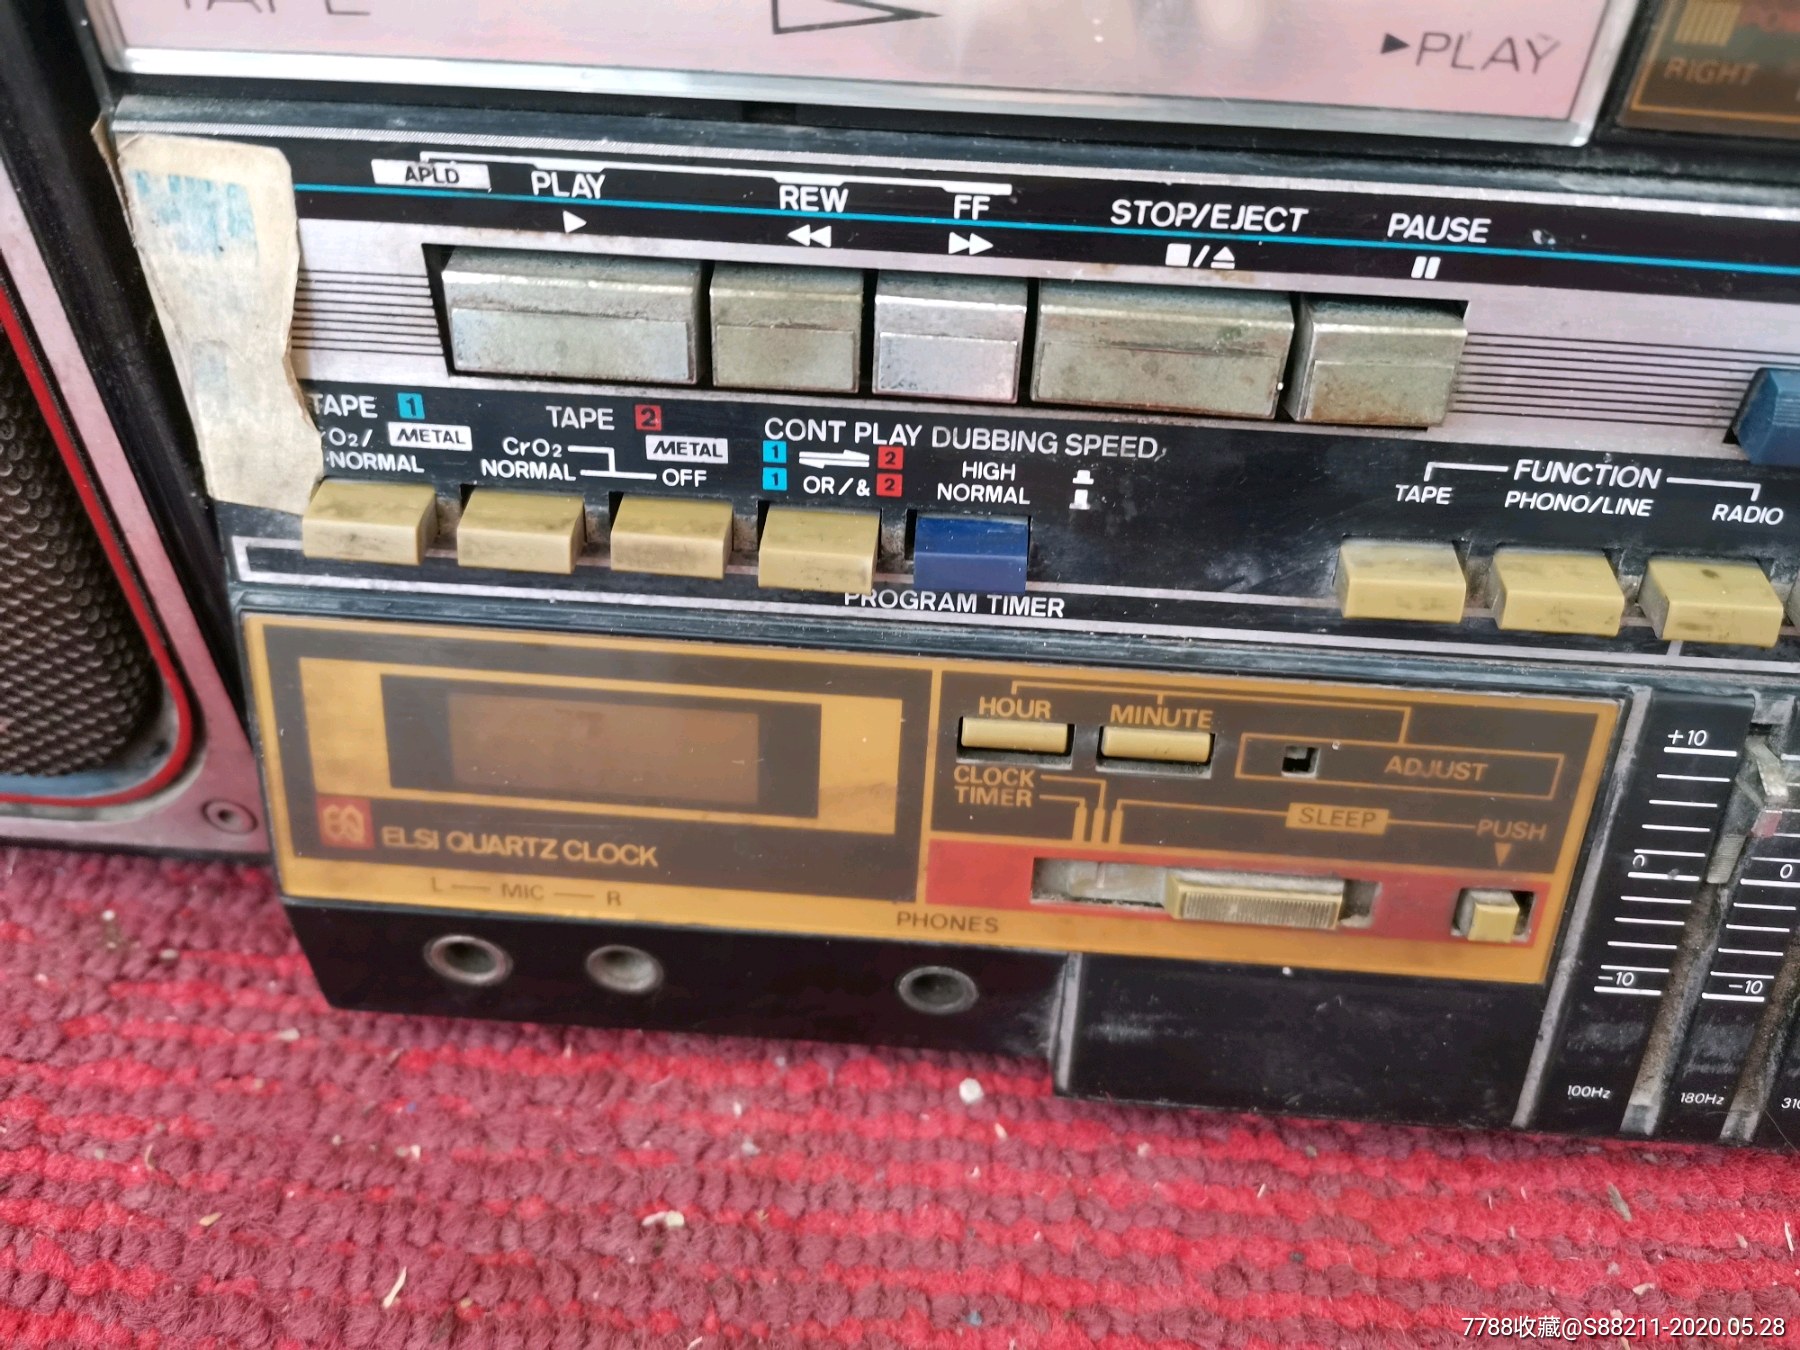 TAPE
▶PLAY
RIGHT
APLD PLAY REW FF STOP/EJECT PAUSE
TAPE 1
O2/ METAL
NORMAL
TAPE 2
CrO2 METAL
NORMAL OFF
CONT PLAY
1 2
1 OR/& 2
DUBBING SPEED
HIGH
NORMAL
FUNCTION
TAPE PHONO/LINE RADIO
PROGRAM TIMER
HOUR MINUTE
ADJUST
CLOCK
TIMER
SLEEP
PUSH
ELSI QUARTZ CLOCK
L MIC R
PHONES
+10
0 0
-10 -10
100Hz 180Hz 310
7788收藏@S88211-2020.05.28